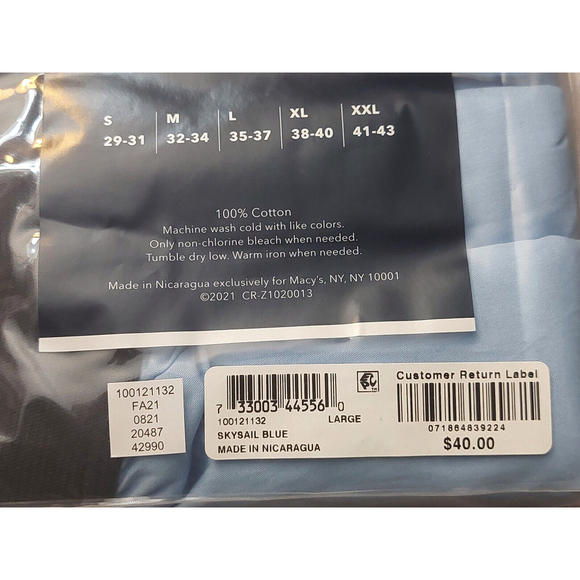 S M L XL XXL
29-31 32-34 35-37 38-40 41-43
100% Cotton
Machine wash cold with like colors.
Only non-chlorine bleach when needed.
Tumble dry low. Warm iron when needed.
Made in Nicaragua exclusively for Macy's, NY, NY 10001
©2021 CR-Z1020013
100121132
FA21
0821
20487
42990
7 33003 44556 0
100121132 LARGE
SKYSAIL BLUE
MADE IN NICARAGUA
Customer Return Label
071864839224
$40.00